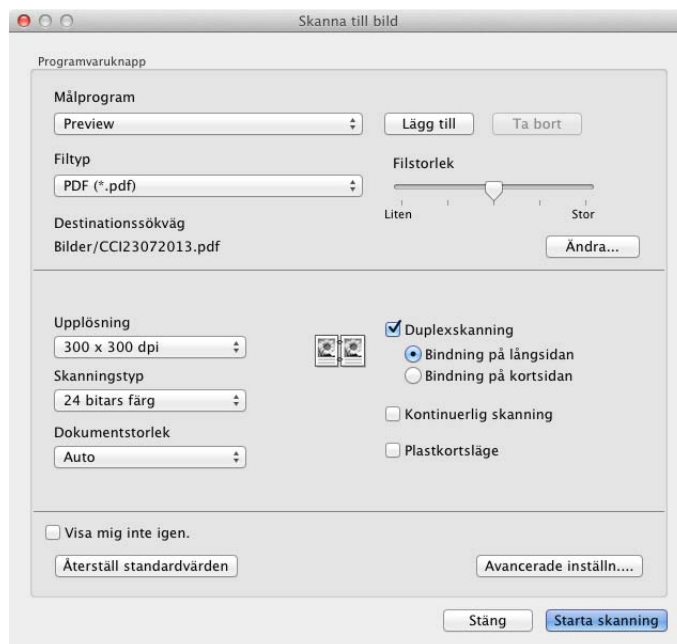 Skanna till bild
Programvaruknapp
Målprogram
Preview
Lägg till
Ta bort
Filtyp
PDF (*.pdf)
Filstorlek
Liten
Stor
Destinationssökväg
Bilder/CCI23072013.pdf
Ändra...
Upplösning
300 x 300 dpi
Skanningstyp
24 bitars färg
Dokumentstorlek
Auto
Duplexskanning
Bindning på långsidan
Bindning på kortsidan
Kontinuerlig skanning
Plastkortsläge
Visa mig inte igen.
Återställ standardvärden
Avancerade inställn....
Stäng
Starta skanning